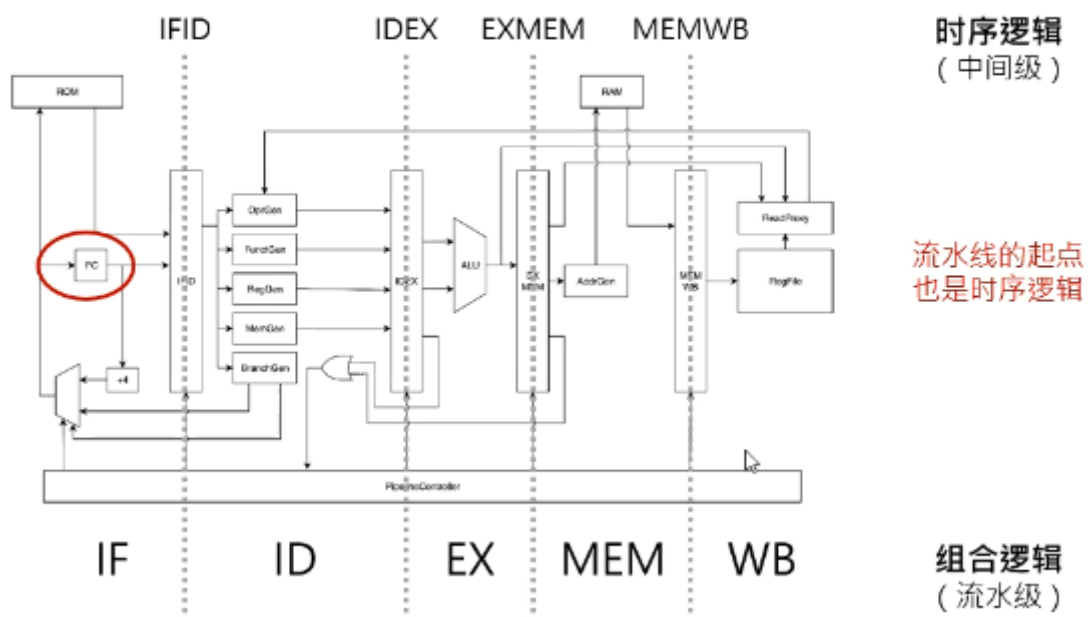 IFID
IDEX
EXMEM
MEMWB
时序逻辑
（中间级）
ROM
RAM
OprGen
ReadProxy
FunctGen
PC
IFID
RegGen
IDEX
ALU
EX
MEM
AddrGen
MEM
WB
RegFile
流水线的起点
也是时序逻辑
MemGen
+4
BranchGen
PipelineController
IF
ID
EX
MEM
WB
组合逻辑
（流水级）